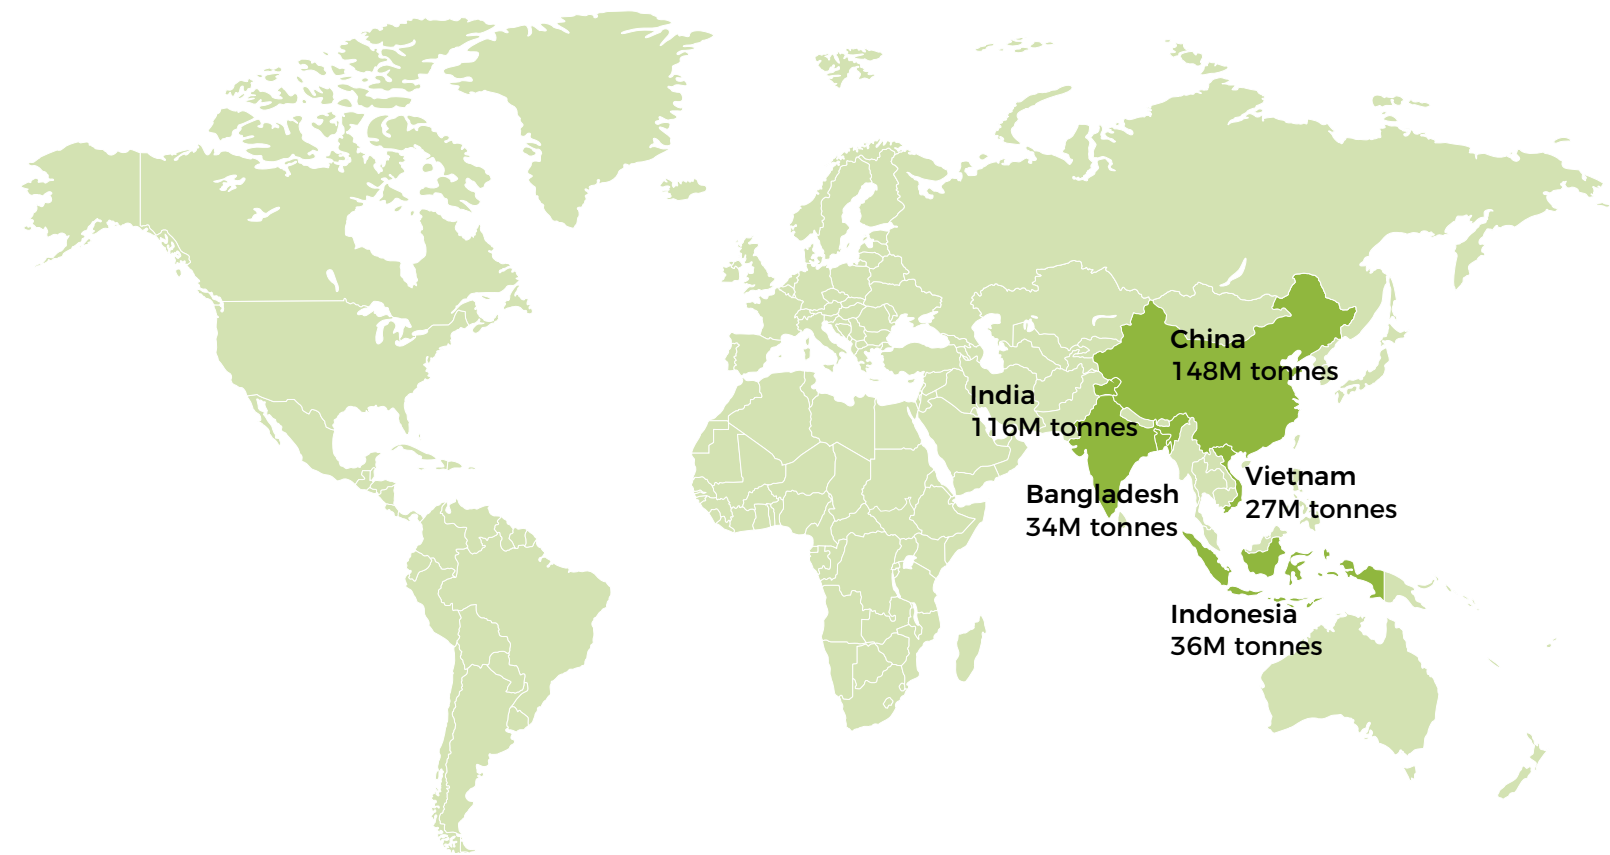 China
148M tonnes
India
116M tonnes
Vietnam
27M tonnes
Bangladesh
34M tonnes
Indonesia
36M tonnes